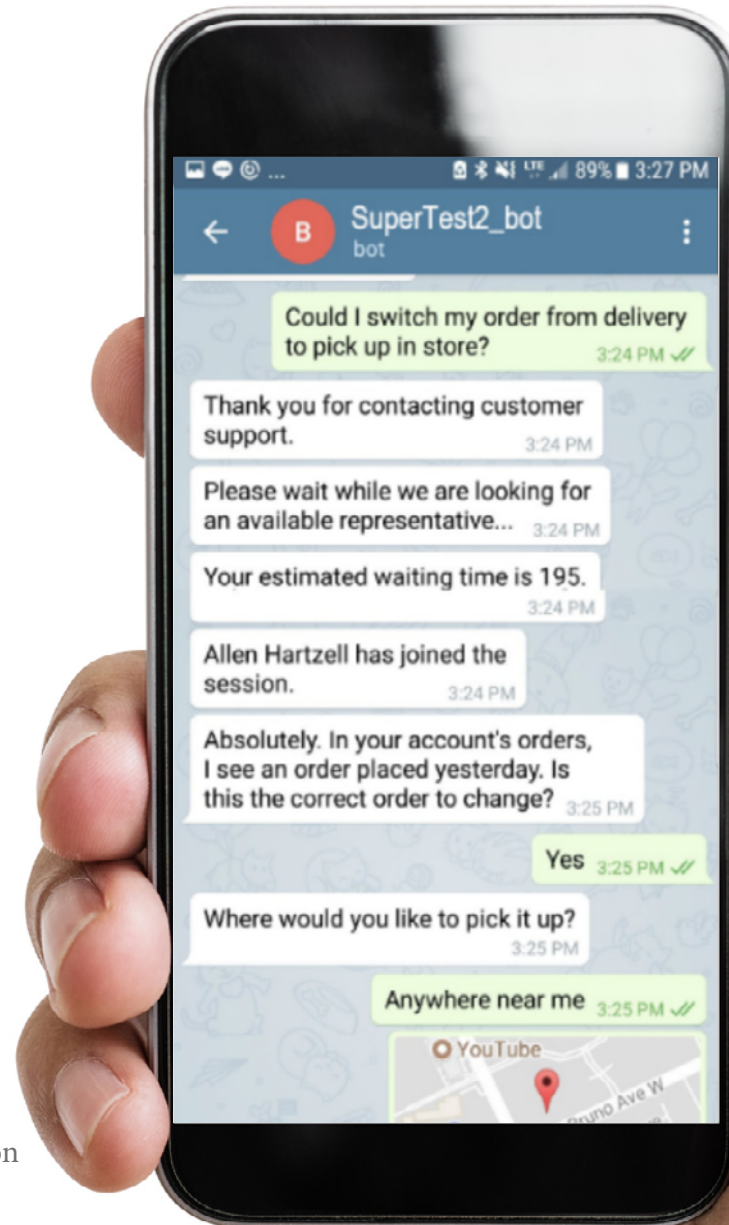 ... LTE 89% 3:27 PM
B SuperTest2_bot
bot
Could I switch my order from delivery
to pick up in store? 3:24 PM
Thank you for contacting customer
support. 3:24 PM
Please wait while we are looking for
an available representative... 3:24 PM
Your estimated waiting time is 195.
3:24 PM
Allen Hartzell has joined the
session. 3:24 PM
Absolutely. In your account's orders,
I see an order placed yesterday. Is
this the correct order to change? 3:25 PM
Yes 3:25 PM
Where would you like to pick it up?
3:25 PM
Anywhere near me 3:25 PM
YouTube
Bruno Ave W
on